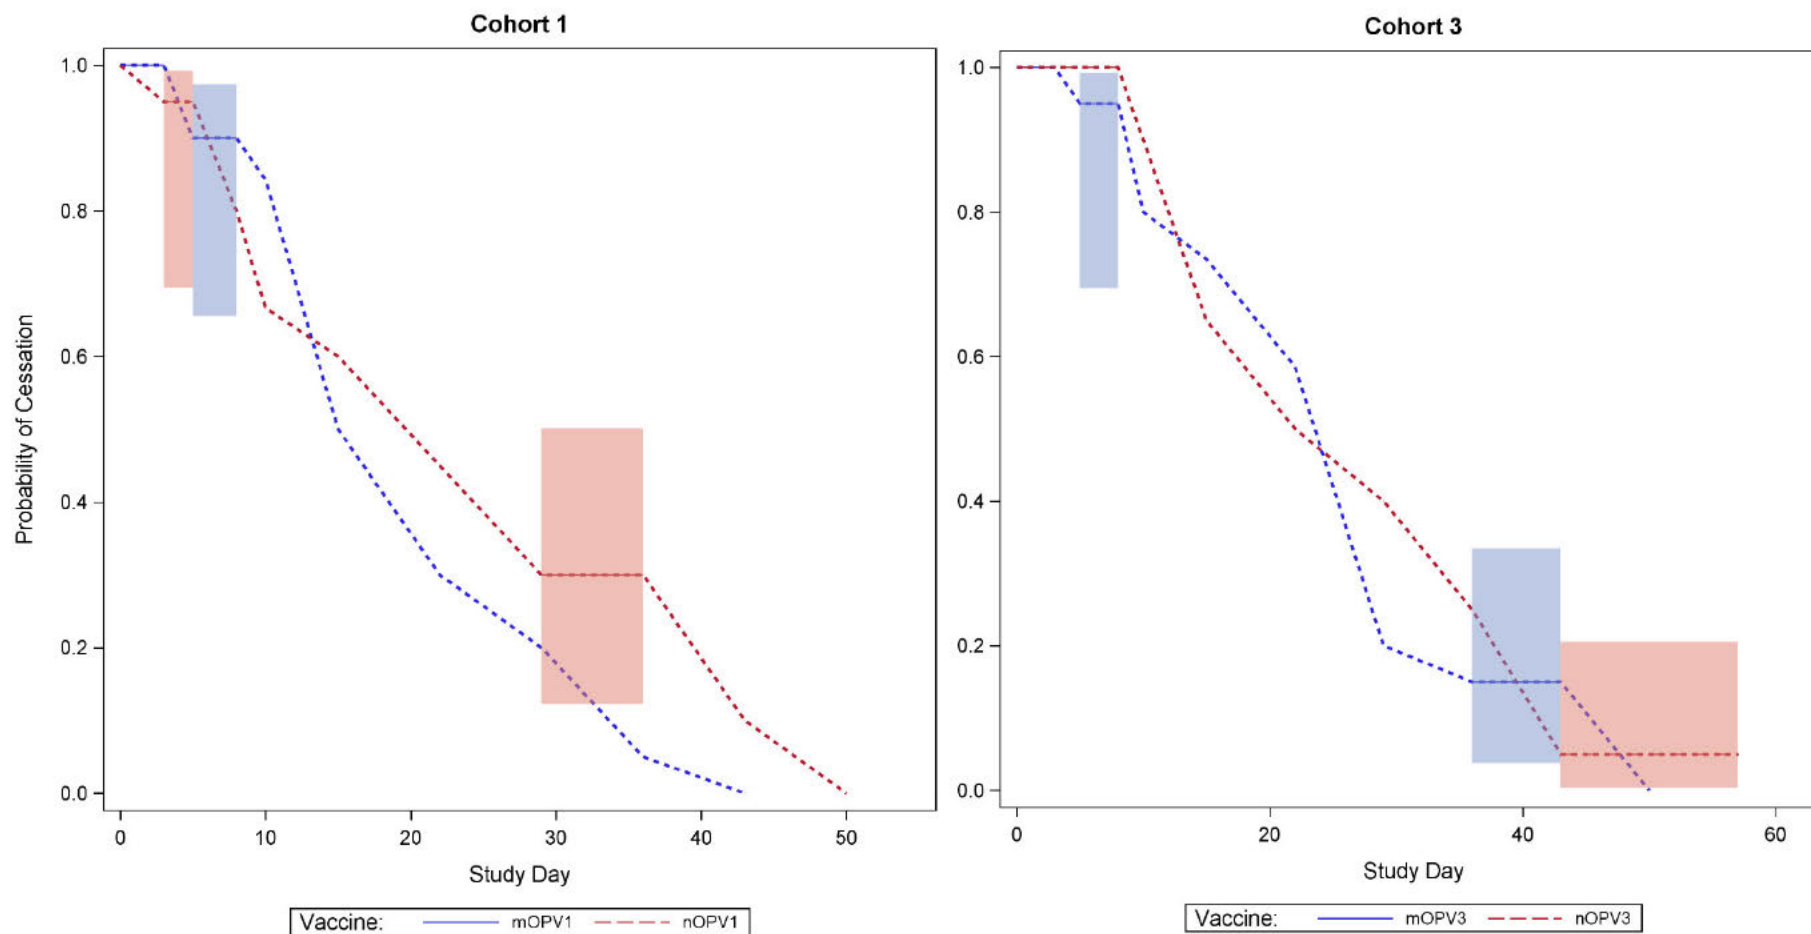 Cohort 1
1.0
0.8
0.6
0.4
0.2
0.0
Probability of Cessation
0 10 20 30 40 50
Study Day
Vaccine: mOPV1 nOPV1
Cohort 3
1.0
0.8
0.6
0.4
0.2
0.0
0 20 40 60
Study Day
Vaccine: mOPV3 nOPV3